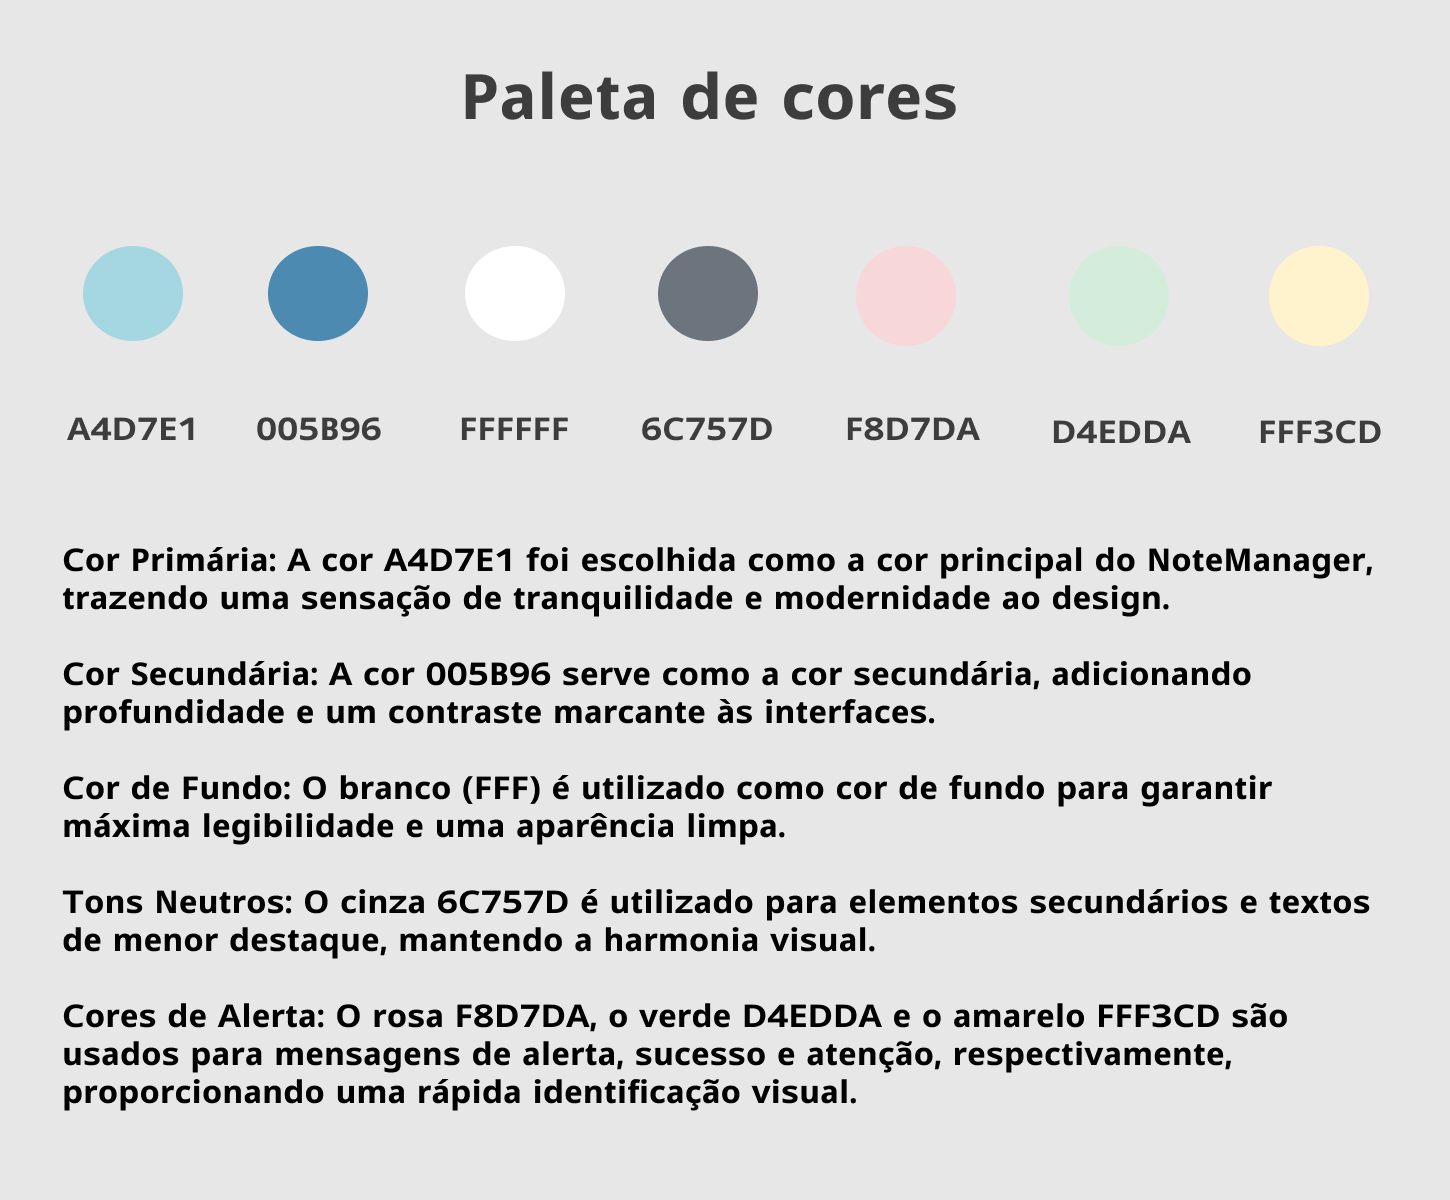 Paleta de cores
A4D7E1 005B96 FFFFFF 6C757D F8D7DA D4EDDA FFF3CD
Cor Primária: A cor A4D7E1 foi escolhida como a cor principal do NoteManager,
trazendo uma sensação de tranquilidade e modernidade ao design.
Cor Secundária: A cor 005B96 serve como a cor secundária, adicionando
profundidade e um contraste marcante às interfaces.
Cor de Fundo: O branco (FFF) é utilizado como cor de fundo para garantir
máxima legibilidade e uma aparência limpa.
Tons Neutros: O cinza 6C757D é utilizado para elementos secundários e textos
de menor destaque, mantendo a harmonia visual.
Cores de Alerta: O rosa F8D7DA, o verde D4EDDA e o amarelo FFF3CD são
usados para mensagens de alerta, sucesso e atenção, respectivamente,
proporcionando uma rápida identificação visual.